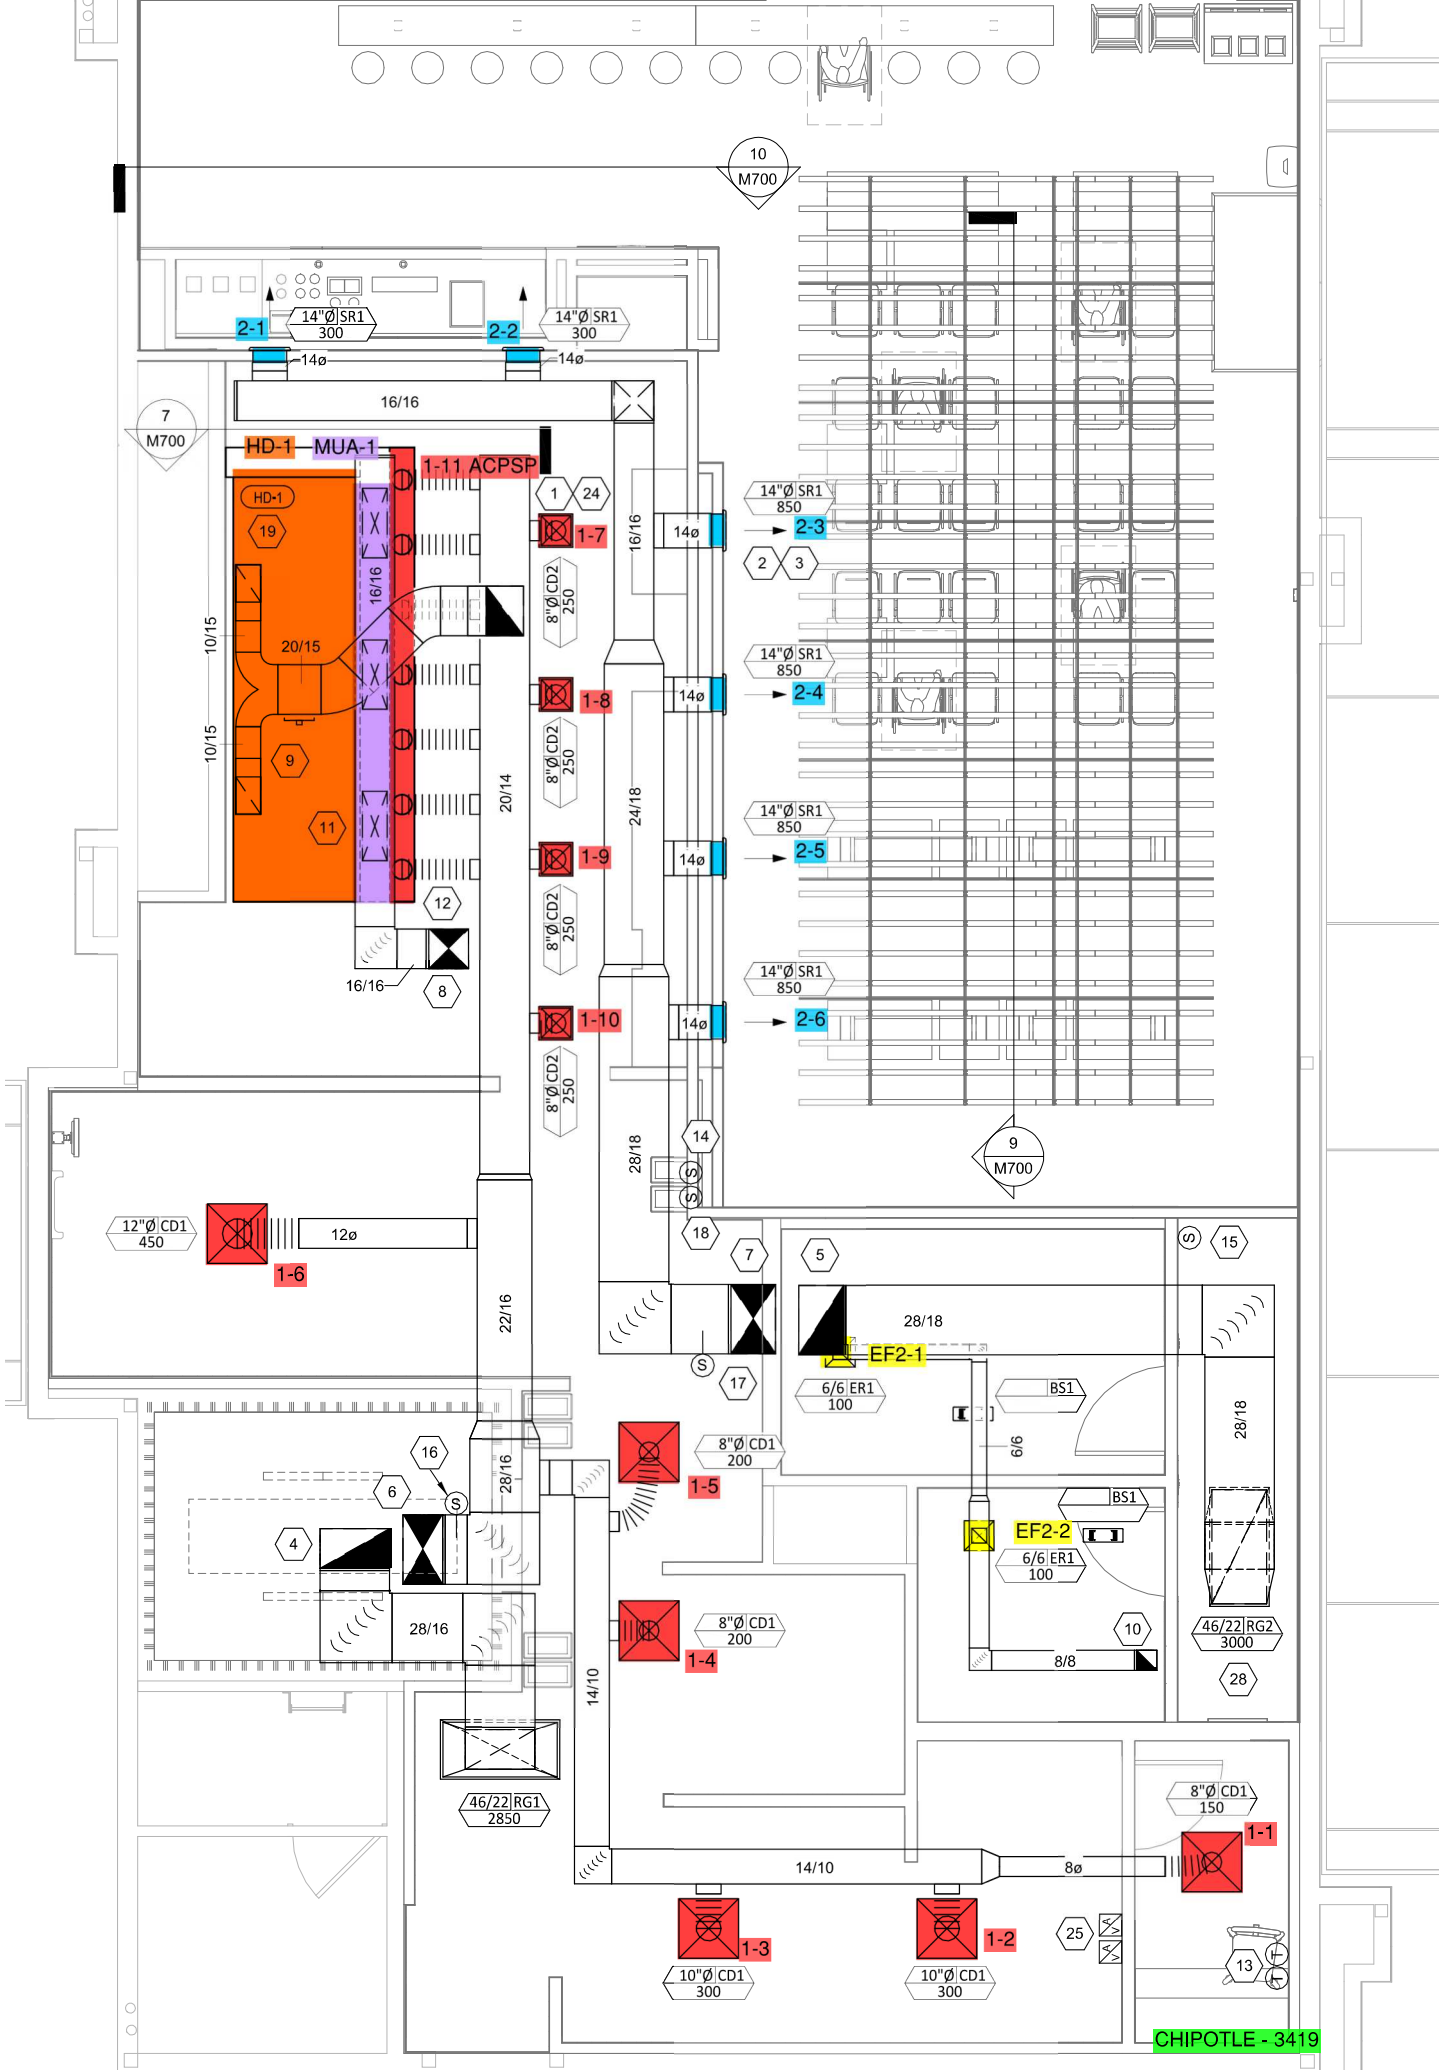 10
M700
2-1
14"Ø SR1
300
2-2
14"Ø SR1
300
14ø
14ø
16/16
7
M700
HD-1
MUA-1
1-11 ACPSP
HD-1
19
1
24
14"Ø SR1
850
2-3
14ø
2
3
1-7
16/16
16/16
8"Ø CD2
250
10/15
20/15
14"Ø SR1
850
2-4
14ø
1-8
10/15
9
8"Ø CD2
250
20/14
24/18
11
14"Ø SR1
850
2-5
14ø
1-9
12
8"Ø CD2
250
16/16
8
14"Ø SR1
850
2-6
14ø
1-10
8"Ø CD2
250
28/18
14
S
S
9
M700
12"Ø CD1
450
12ø
1-6
18
7
5
S
15
22/16
28/18
S
17
EF2-1
6/6 ER1
100
BS1
28/18
6/6
16
S
6
28/16
8"Ø CD1
200
1-5
4
BS1
EF2-2
6/6 ER1
100
28/16
8"Ø CD1
200
1-4
10
8/8
46/22 RG2
3000
28
14/10
46/22 RG1
2850
8"Ø CD1
150
1-1
14/10
8ø
1-3
1-2
25
A
V
A
V
13
T
T
10"Ø CD1
300
10"Ø CD1
300
CHIPOTLE - 3419